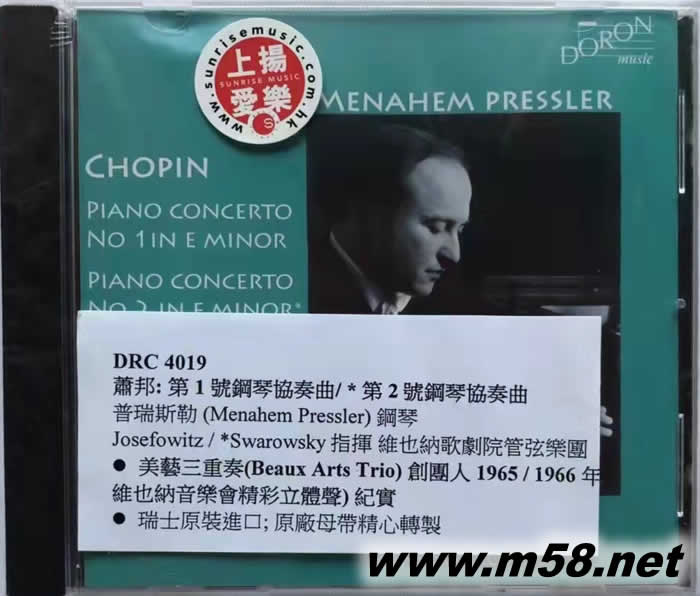 www.sunrisemusic.com.hk
上揚
SUNRISE MUSIC
愛樂
S
DORON
music
MENAHEM PRESSLER
CHOPIN
PIANO CONCERTO
NO 1 IN E MINOR
PIANO CONCERTO
NO 2 IN F MINOR*
DRC 4019
蕭邦: 第 1 號鋼琴協奏曲/ * 第 2 號鋼琴協奏曲
普瑞斯勒 (Menahem Pressler) 鋼琴
Josefowitz / *Swarowsky 指揮 維也納歌劇院管弦樂團
● 美藝三重奏(Beaux Arts Trio) 創團人 1965 / 1966 年
維也納音樂會精彩立體聲) 紀實
● 瑞士原裝進口; 原廠母帶精心轉製
www.m58.net